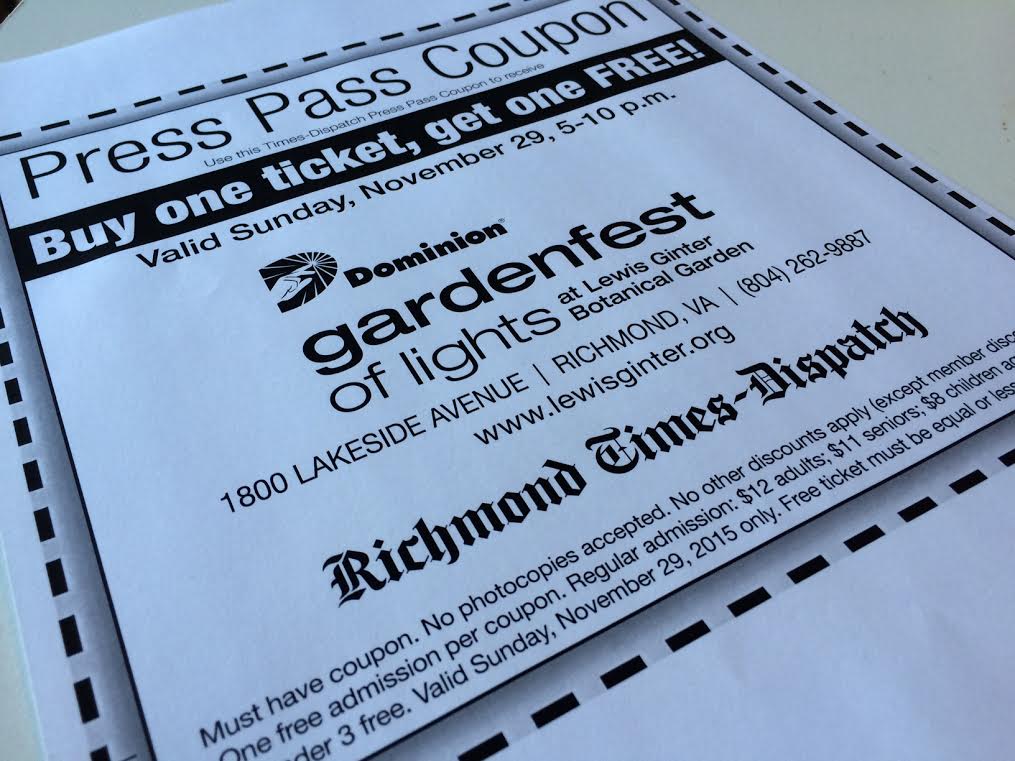 Press Pass Coupon
Use this Times-Dispatch Press Pass Coupon to receive
Buy one ticket, get one FREE!
Valid Sunday, November 29, 5-10 p.m.
Dominion®
gardenfest
of lights
at Lewis Ginter
Botanical Garden
1800 LAKESIDE AVENUE | RICHMOND, VA | (804) 262-9887
www.lewisginter.org
Richmond Times-Dispatch
Must have coupon. No photocopies accepted. No other discounts apply (except member
One free admission per coupon. Regular admission: $12 adults; $11 seniors; $8 children
3 free. Valid Sunday, November 29, 2015 only. Free ticket must be equal or